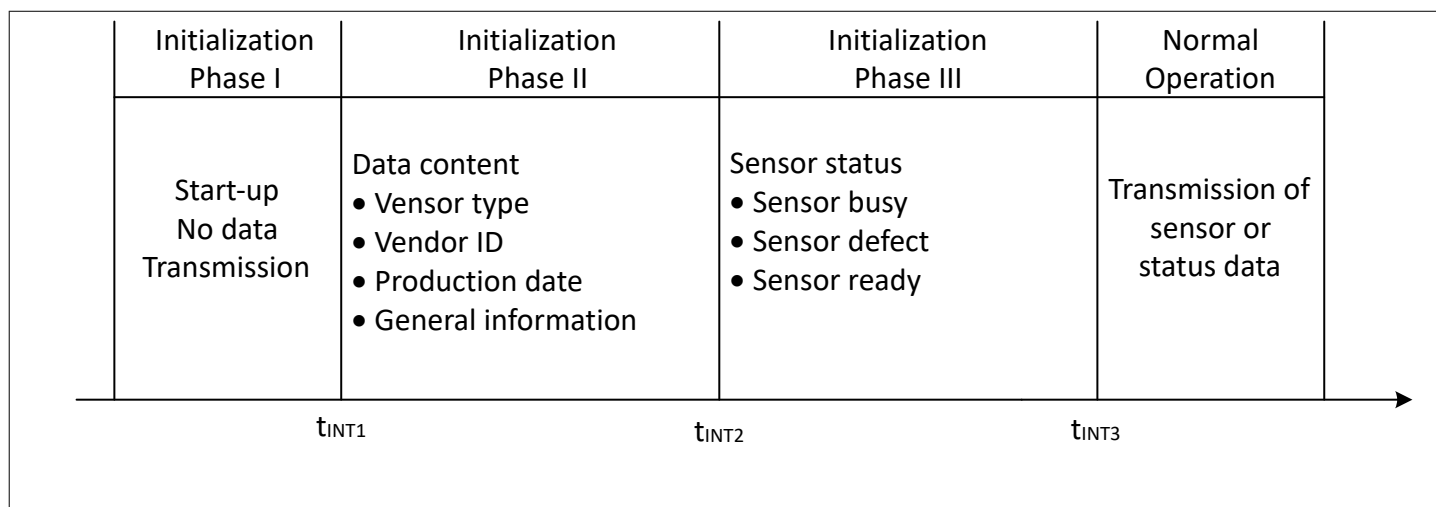 Initialization
Phase I
Initialization
Phase II
Initialization
Phase III
Normal
Operation
Start-up
No data
Transmission
Data content
• Vensor type
• Vendor ID
• Production date
• General information
Sensor status
• Sensor busy
• Sensor defect
• Sensor ready
Transmission of
sensor or
status data
tINT1
tINT2
tINT3